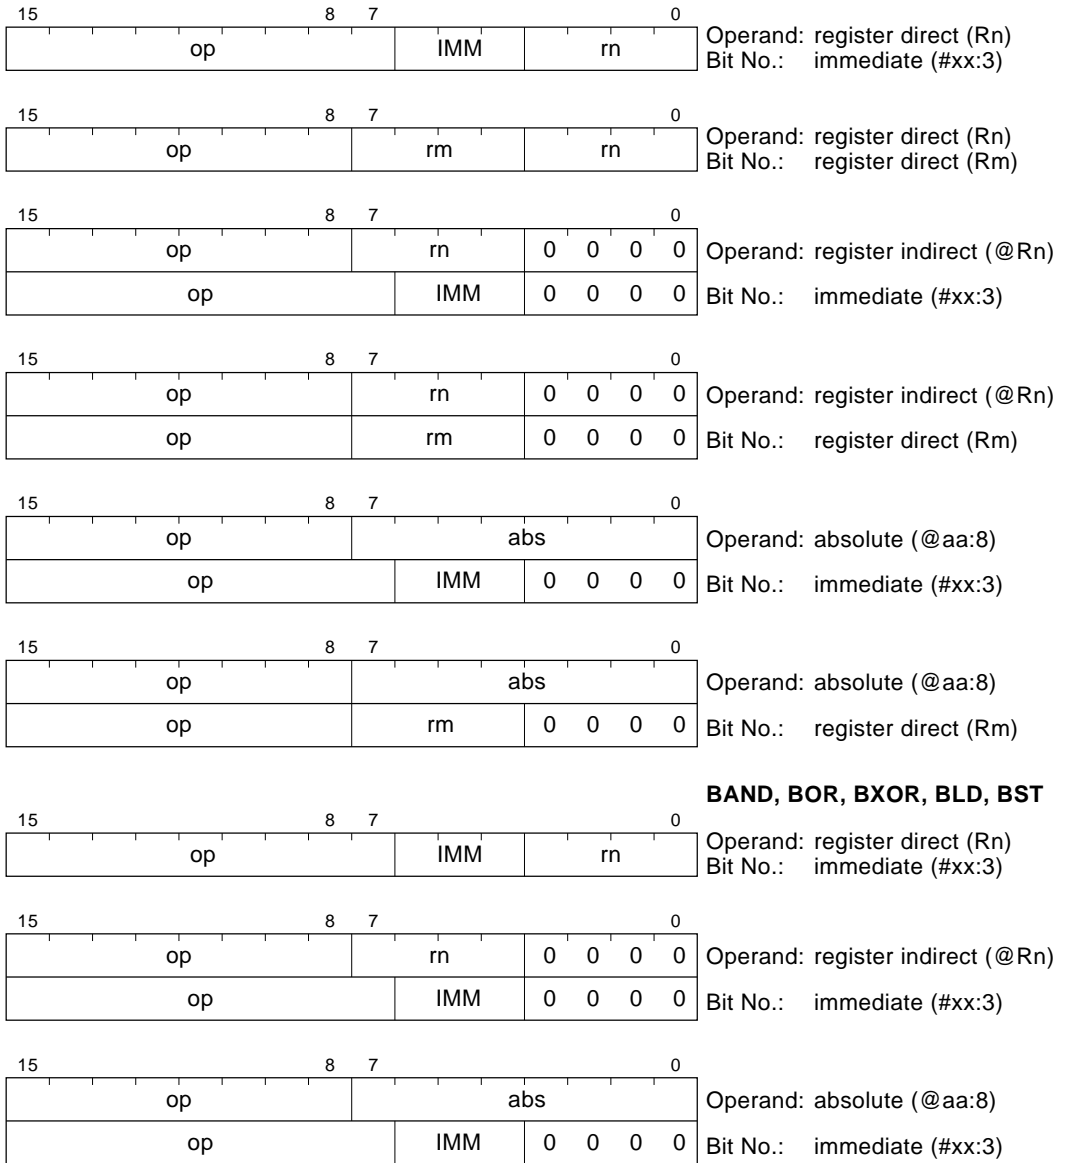 15 8 7 0
op IMM rn Operand: register direct (Rn)
Bit No.: immediate (#xx:3)
15 8 7 0
op rm rn Operand: register direct (Rn)
Bit No.: register direct (Rm)
15 8 7 0
op rn 0 0 0 0 Operand: register indirect (@Rn)
op IMM 0 0 0 0 Bit No.: immediate (#xx:3)
15 8 7 0
op rn 0 0 0 0 Operand: register indirect (@Rn)
op rm 0 0 0 0 Bit No.: register direct (Rm)
15 8 7 0
op abs Operand: absolute (@aa:8)
op IMM 0 0 0 0 Bit No.: immediate (#xx:3)
15 8 7 0
op abs Operand: absolute (@aa:8)
op rm 0 0 0 0 Bit No.: register direct (Rm)
BAND, BOR, BXOR, BLD, BST
15 8 7 0
op IMM rn Operand: register direct (Rn)
Bit No.: immediate (#xx:3)
15 8 7 0
op rn 0 0 0 0 Operand: register indirect (@Rn)
op IMM 0 0 0 0 Bit No.: immediate (#xx:3)
15 8 7 0
op abs Operand: absolute (@aa:8)
op IMM 0 0 0 0 Bit No.: immediate (#xx:3)